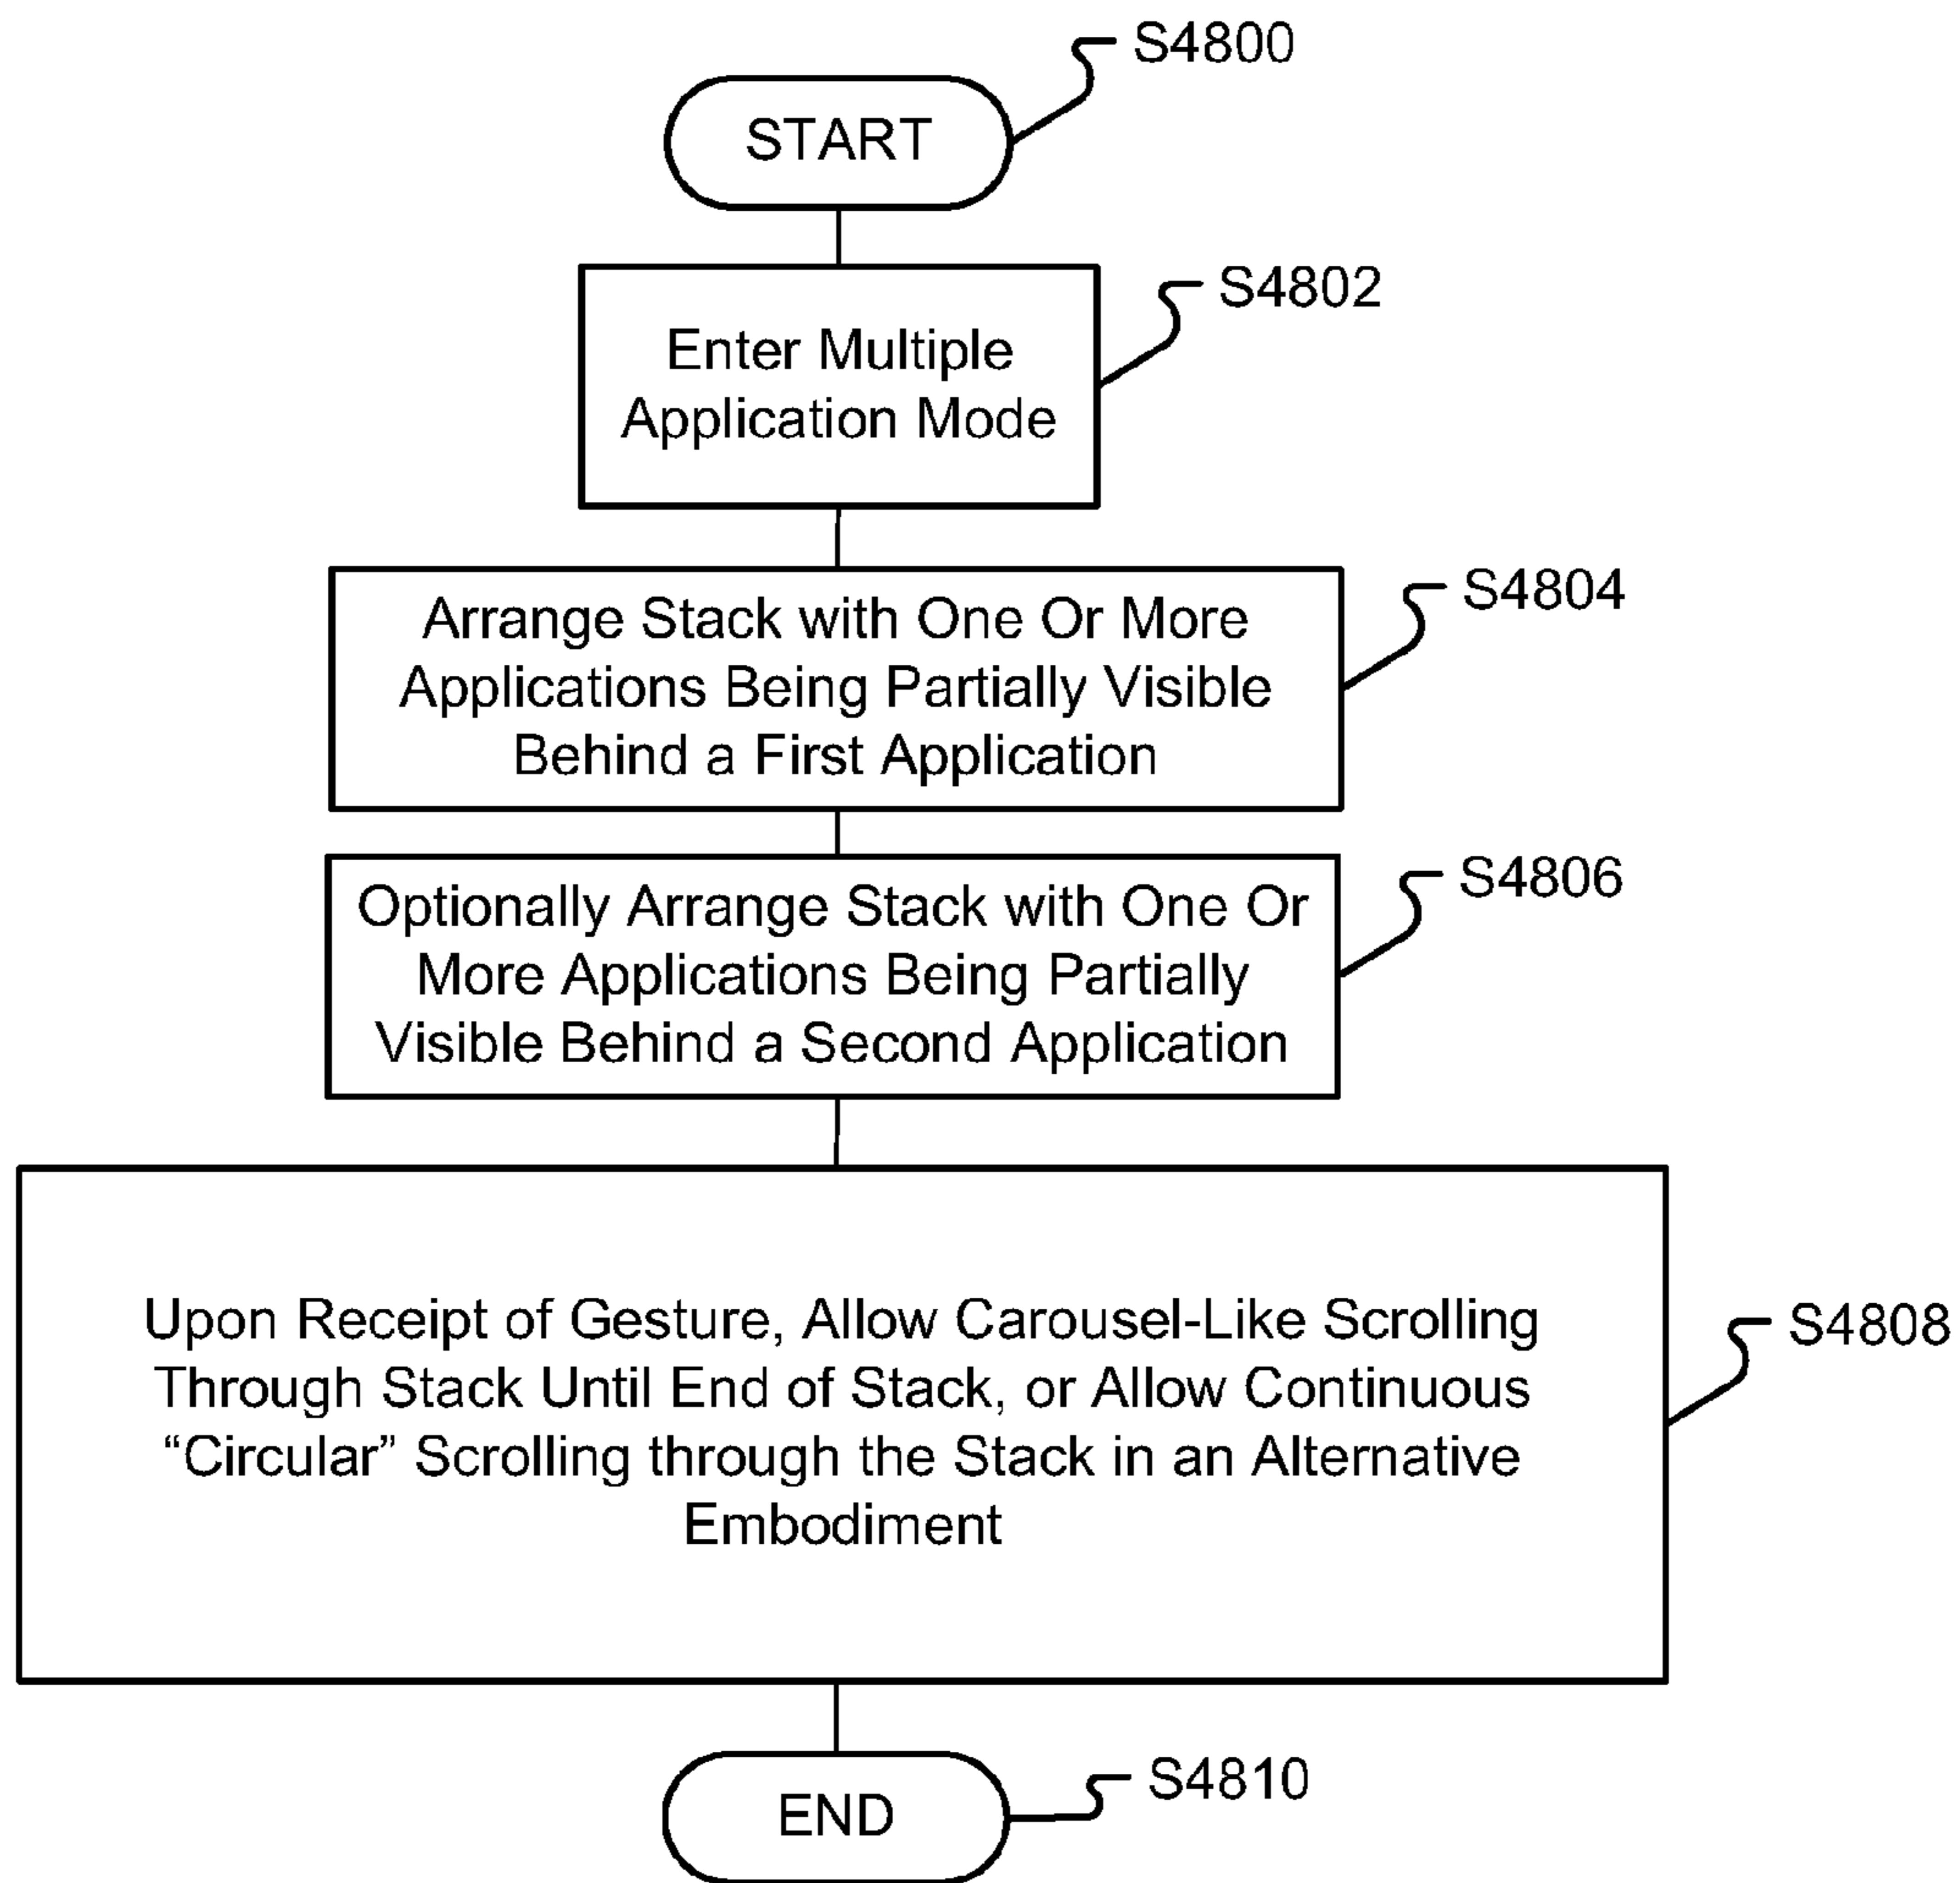 S4800
START
S4802
Enter Multiple
Application Mode
S4804
Arrange Stack with One Or More
Applications Being Partially Visible
Behind a First Application
S4806
Optionally Arrange Stack with One Or
More Applications Being Partially
Visible Behind a Second Application
S4808
Upon Receipt of Gesture, Allow Carousel-Like Scrolling
Through Stack Until End of Stack, or Allow Continuous
“Circular” Scrolling through the Stack in an Alternative
Embodiment
S4810
END